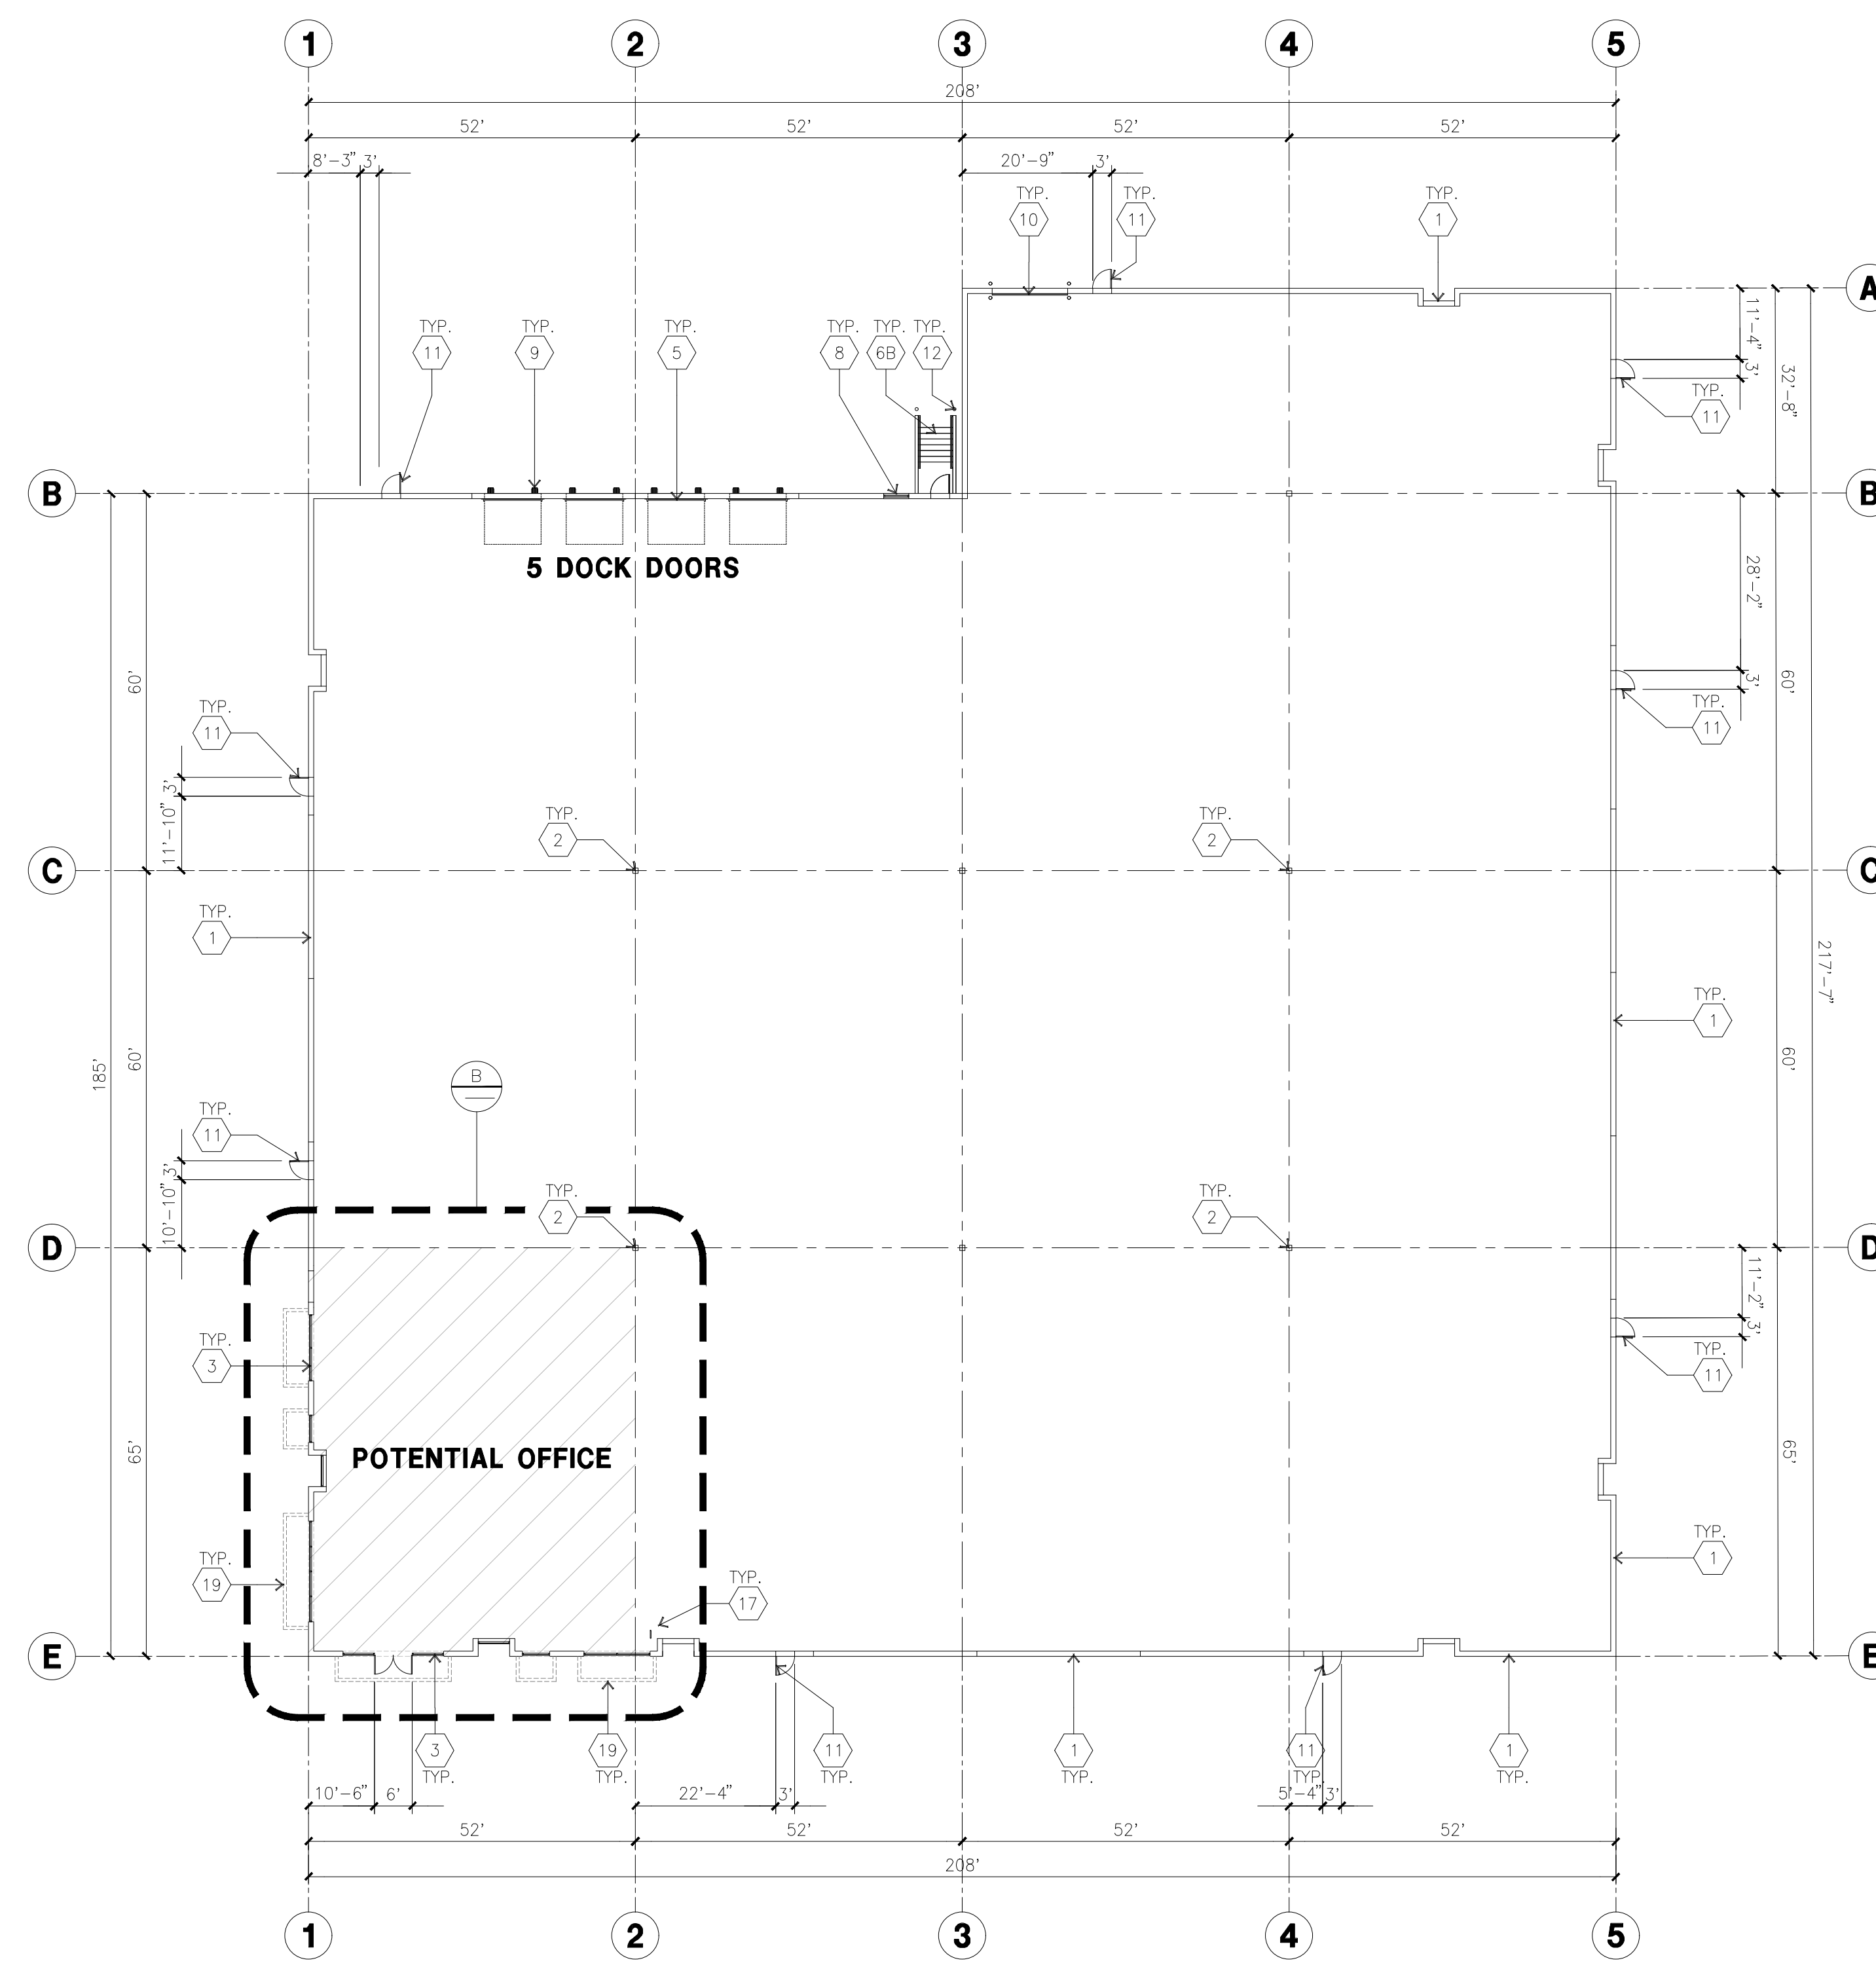 1 2 3 4 5
208'
52' 52' 52' 52'
8'-3" 3' 20'-9" 3'
TYP. TYP. TYP.
10 11 1
A
11'-4"
TYP. TYP. TYP. TYP. TYP. TYP.
11 9 5 8 6B 12
3'
32'-8"
TYP.
11
B B
5 DOCK DOORS
28'-2"
60' 3' 60'
TYP. TYP.
11 11
3'
11'-10"
TYP. TYP.
2 2
C C
TYP.
1
217'-7"
TYP.
1
185' 60' 60'
B
TYP.
11
3'
10'-10"
TYP. TYP.
2 2
D D
11'-2"
3'
TYP. TYP.
3 11
65' POTENTIAL OFFICE 65'
TYP. TYP.
19 1
TYP.
17
E E
3 19 11 1 11 1
TYP. TYP. TYP. TYP. TYP. TYP.
10'-6" 6' 22'-4" 3' 5'-4" 3'
52' 52' 52' 52'
208'
1 2 3 4 5